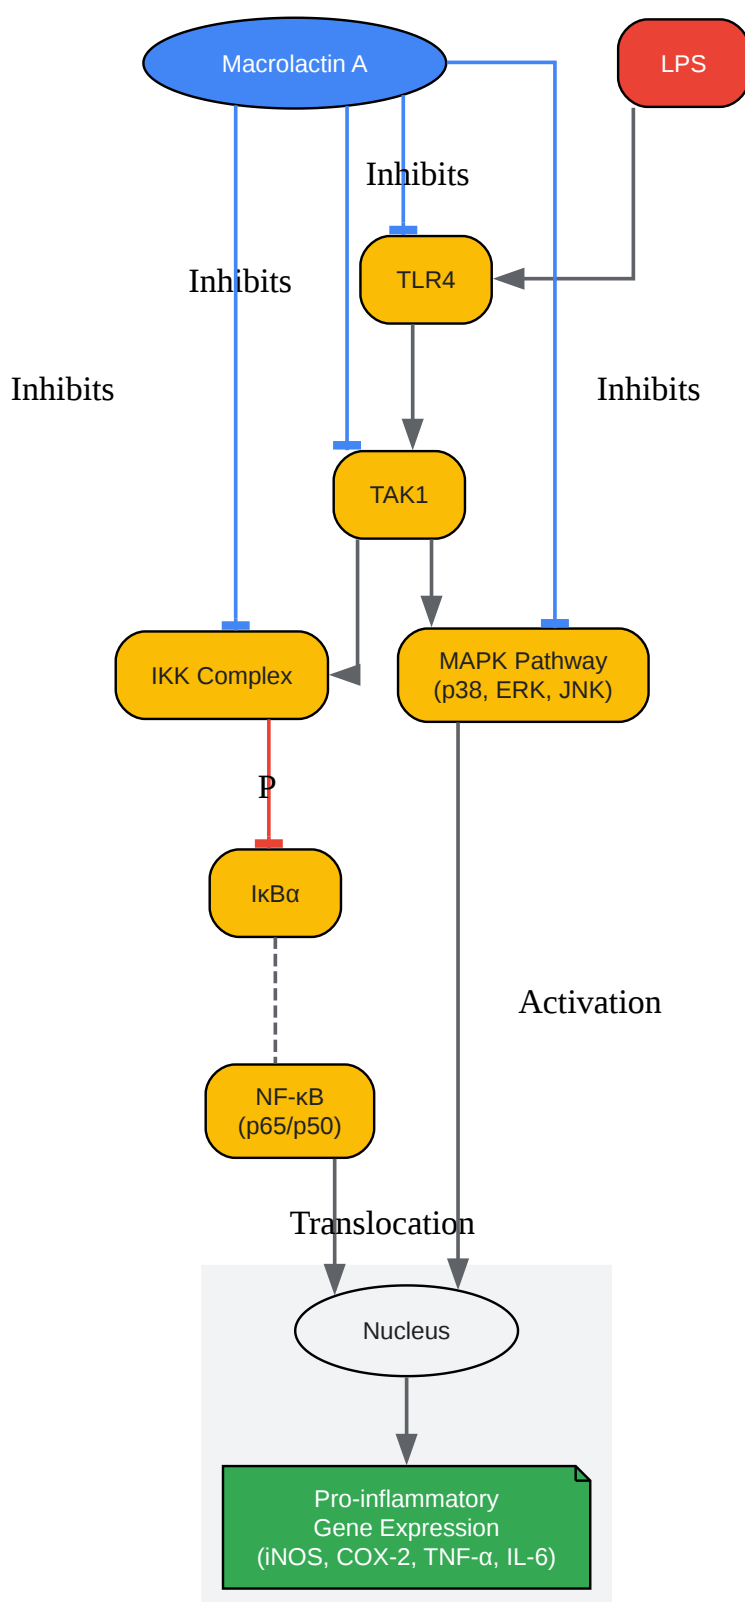 Macrolactin A
LPS
Inhibits
TLR4
Inhibits
Inhibits
Inhibits
TAK1
IKK Complex
MAPK Pathway
(p38, ERK, JNK)
P
IκBα
Activation
NF-κB
(p65/p50)
Translocation
Nucleus
Pro-inflammatory
Gene Expression
(iNOS, COX-2, TNF-α, IL-6)